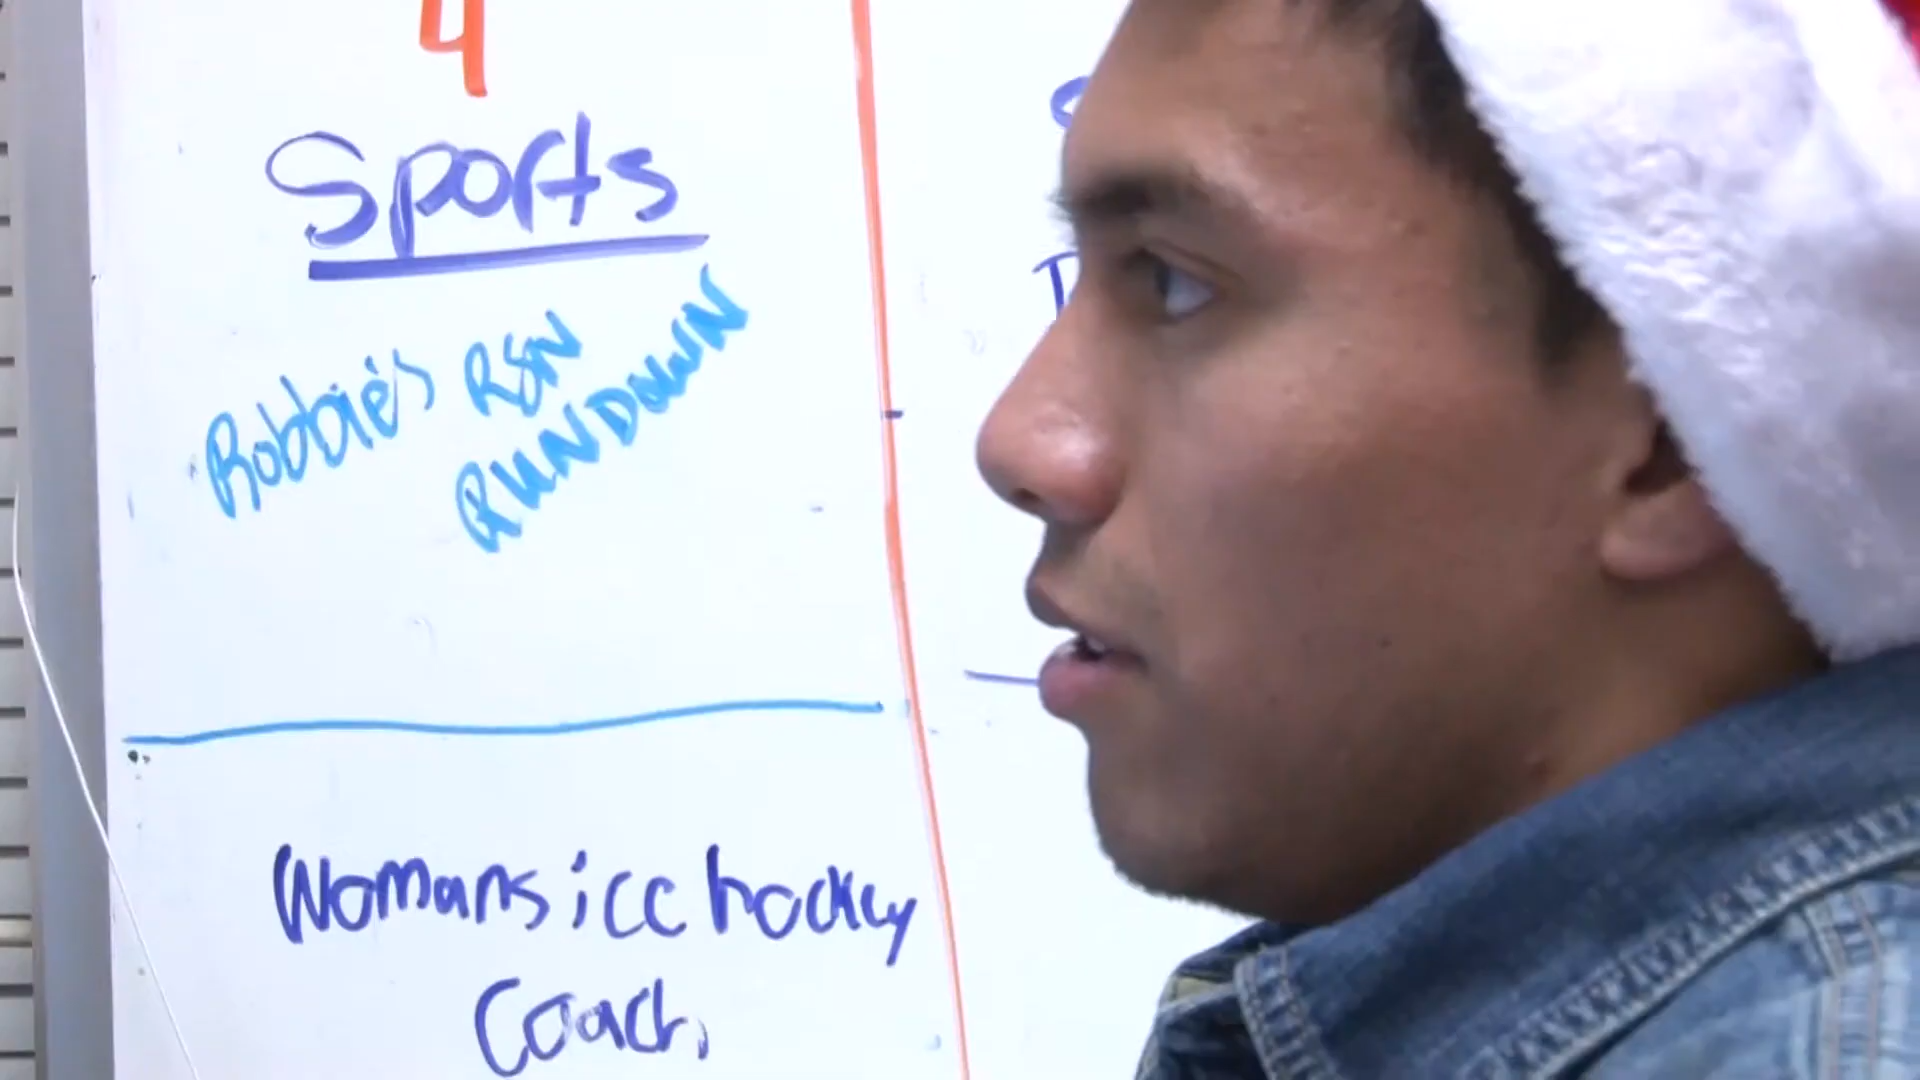 4
Sports
Robbie's RSN
RUNDOWN
Womans ice hockey
Coach